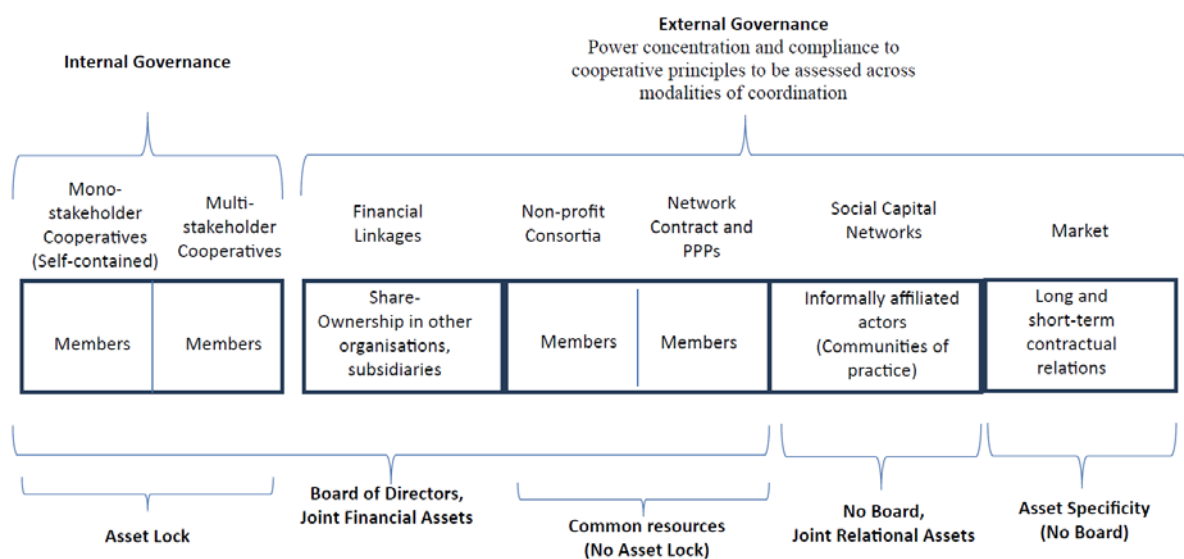 Internal Governance
External Governance
Power concentration and compliance to
cooperative principles to be assessed across
modalities of coordination
Mono-
stakeholder
Cooperatives
(Self-contained)
Multi-
stakeholder
Cooperatives
Financial
Linkages
Non-profit
Consortia
Network
Contract and
PPPs
Social Capital
Networks
Market
Members
Members
Share-
Ownership in other
organisations,
subsidiaries
Members
Members
Informally affiliated
actors
(Communities of
practice)
Long and
short-term
contractual
relations
Asset Lock
Board of Directors,
Joint Financial Assets
Common resources
(No Asset Lock)
No Board,
Joint Relational Assets
Asset Specificity
(No Board)